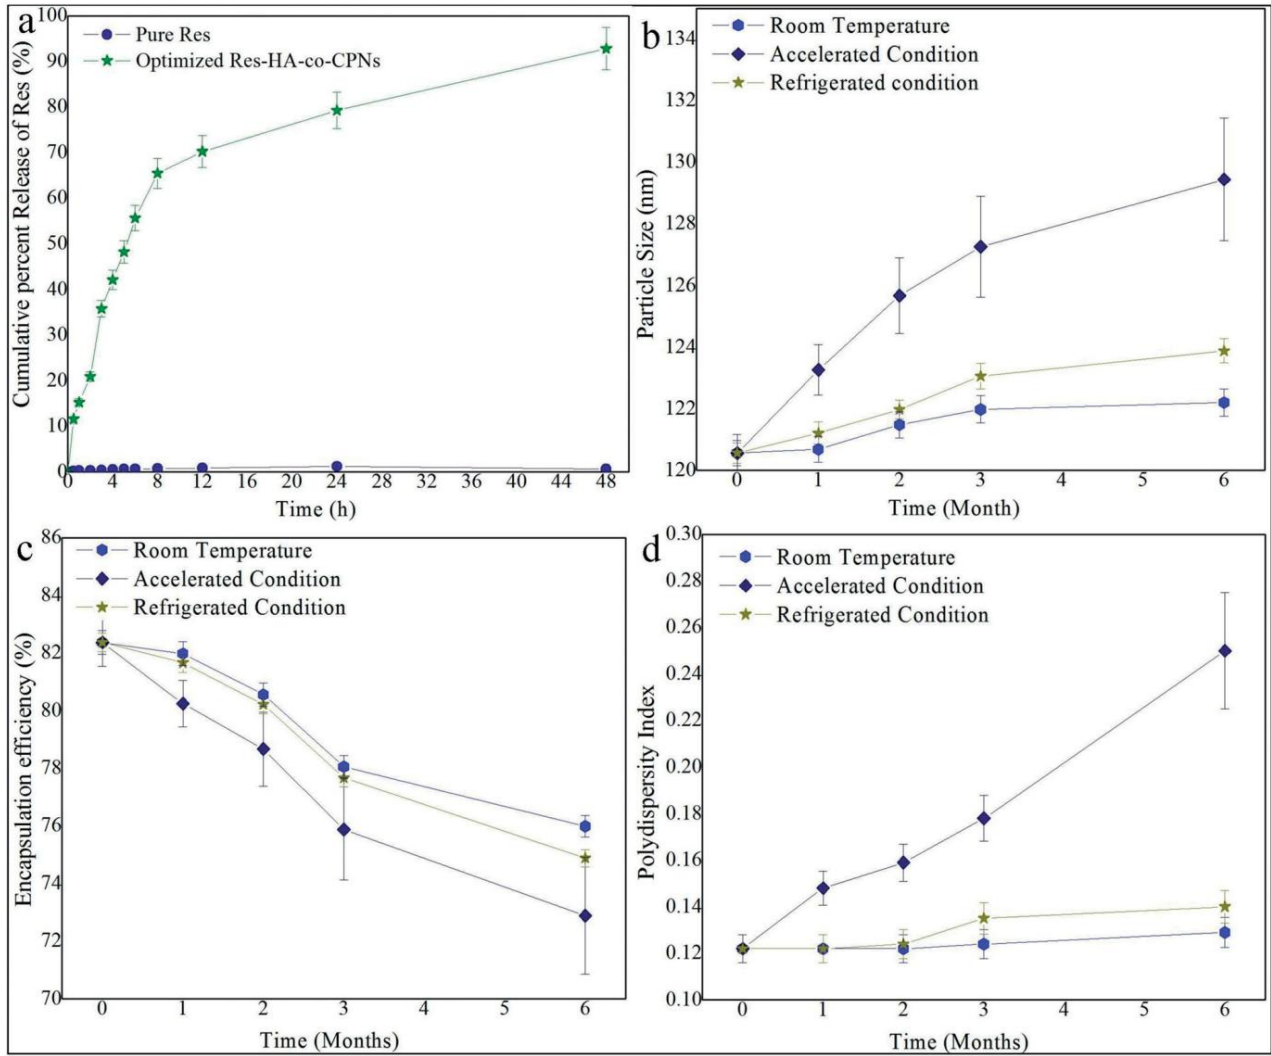 a
Pure Res
Optimized Res-HA-co-CPNs
Cumulative percent Release of Res (%)
100
90
80
70
60
50
40
30
20
10
0
0 4 8 12 16 20 24 28 32 36 40 44 48
Time (h)
b
Room Temperature
Accelerated Condition
Refrigerated condition
Particle Size (nm)
134
132
130
128
126
124
122
120
0 1 2 3 4 5 6
Time (Month)
c
Room Temperature
Accelerated Condition
Refrigerated Condition
Encapsulation efficiency (%)
86
84
82
80
78
76
74
72
70
0 1 2 3 4 5 6
Time (Months)
d
Room Temperature
Accelerated Condition
Refrigerated Condition
Polydispersity Index
0.30
0.28
0.26
0.24
0.22
0.20
0.18
0.16
0.14
0.12
0.10
0 1 2 3 4 5 6
Time (Months)